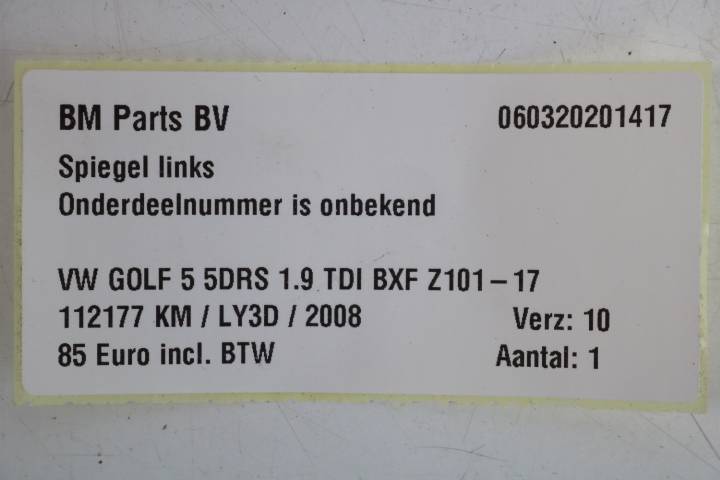 BM Parts BV 060320201417
Spiegel links
Onderdeelnummer is onbekend
VW GOLF 5 5DRS 1.9 TDI BXF Z101-17
112177 KM / LY3D / 2008 Verz: 10
85 Euro incl. BTW Aantal: 1